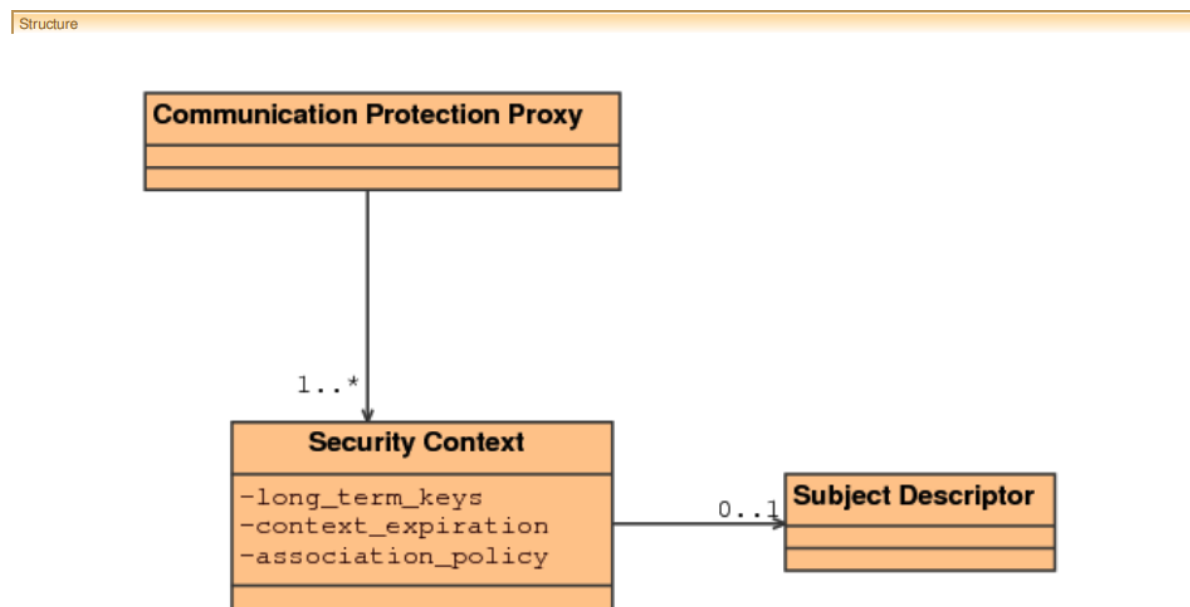 Structure
Communication Protection Proxy
1..*
Security Context
-long_term_keys
-context_expiration
-association_policy
0..1
Subject Descriptor